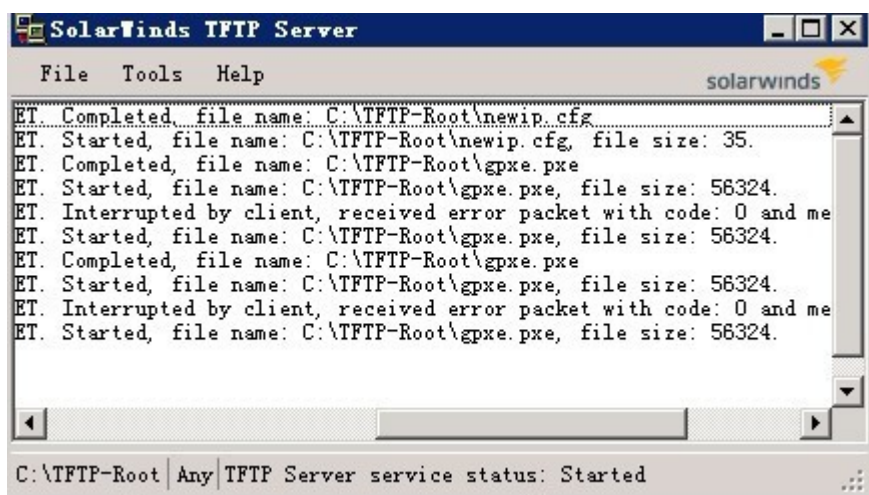 SolarWinds TFTP Server
File Tools Help
solarwinds
ET. Completed, file name: C:\TFTP-Root\newip.cfg
ET. Started, file name: C:\TFTP-Root\newip.cfg, file size: 35.
ET. Completed, file name: C:\TFTP-Root\gpxe.pxe
ET. Started, file name: C:\TFTP-Root\gpxe.pxe, file size: 56324.
ET. Interrupted by client, received error packet with code: 0 and me
ET. Started, file name: C:\TFTP-Root\gpxe.pxe, file size: 56324.
ET. Completed, file name: C:\TFTP-Root\gpxe.pxe
ET. Started, file name: C:\TFTP-Root\gpxe.pxe, file size: 56324.
ET. Interrupted by client, received error packet with code: 0 and me
ET. Started, file name: C:\TFTP-Root\gpxe.pxe, file size: 56324.
C:\TFTP-Root Any TFTP Server service status: Started